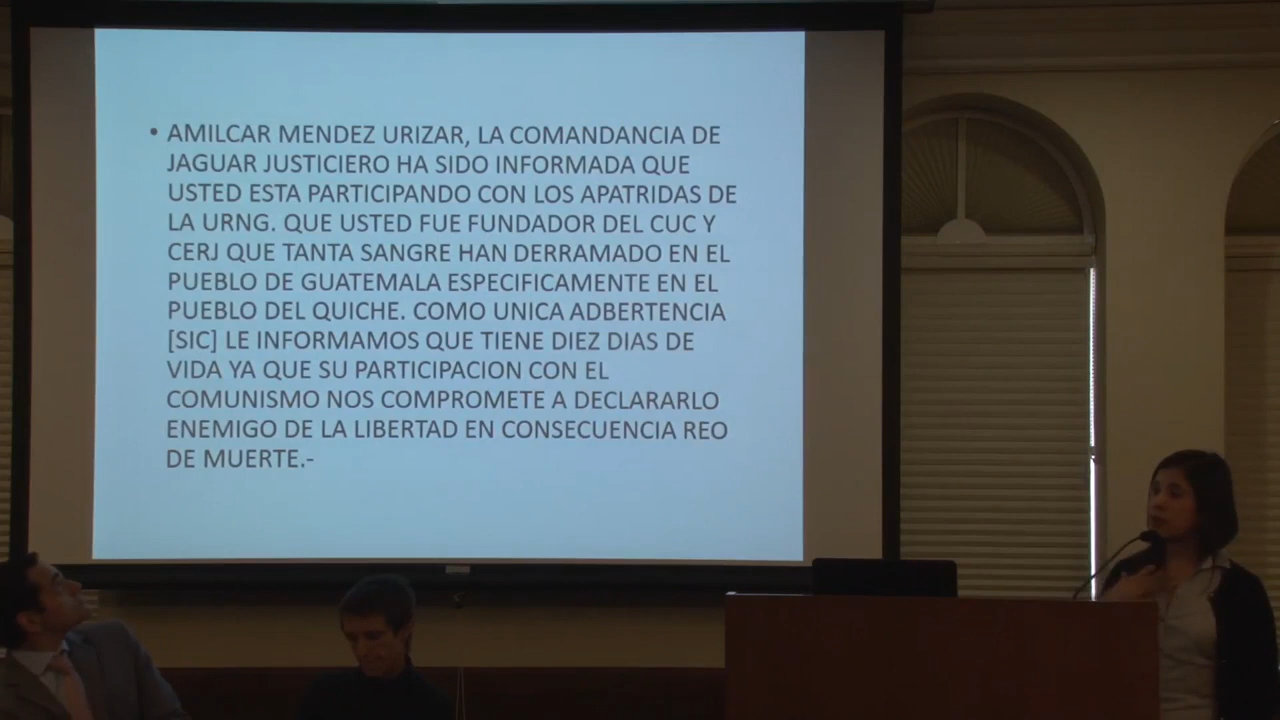 • AMILCAR MENDEZ URIZAR, LA COMANDANCIA DE
JAGUAR JUSTICIERO HA SIDO INFORMADA QUE
USTED ESTA PARTICIPANDO CON LOS APATRIDAS DE
LA URNG. QUE USTED FUE FUNDADOR DEL CUC Y
CERJ QUE TANTA SANGRE HAN DERRAMADO EN EL
PUEBLO DE GUATEMALA ESPECIFICAMENTE EN EL
PUEBLO DEL QUICHE. COMO UNICA ADBERTENCIA
[SIC] LE INFORMAMOS QUE TIENE DIEZ DIAS DE
VIDA YA QUE SU PARTICIPACION CON EL
COMUNISMO NOS COMPROMETE A DECLARARLO
ENEMIGO DE LA LIBERTAD EN CONSECUENCIA REO
DE MUERTE.-